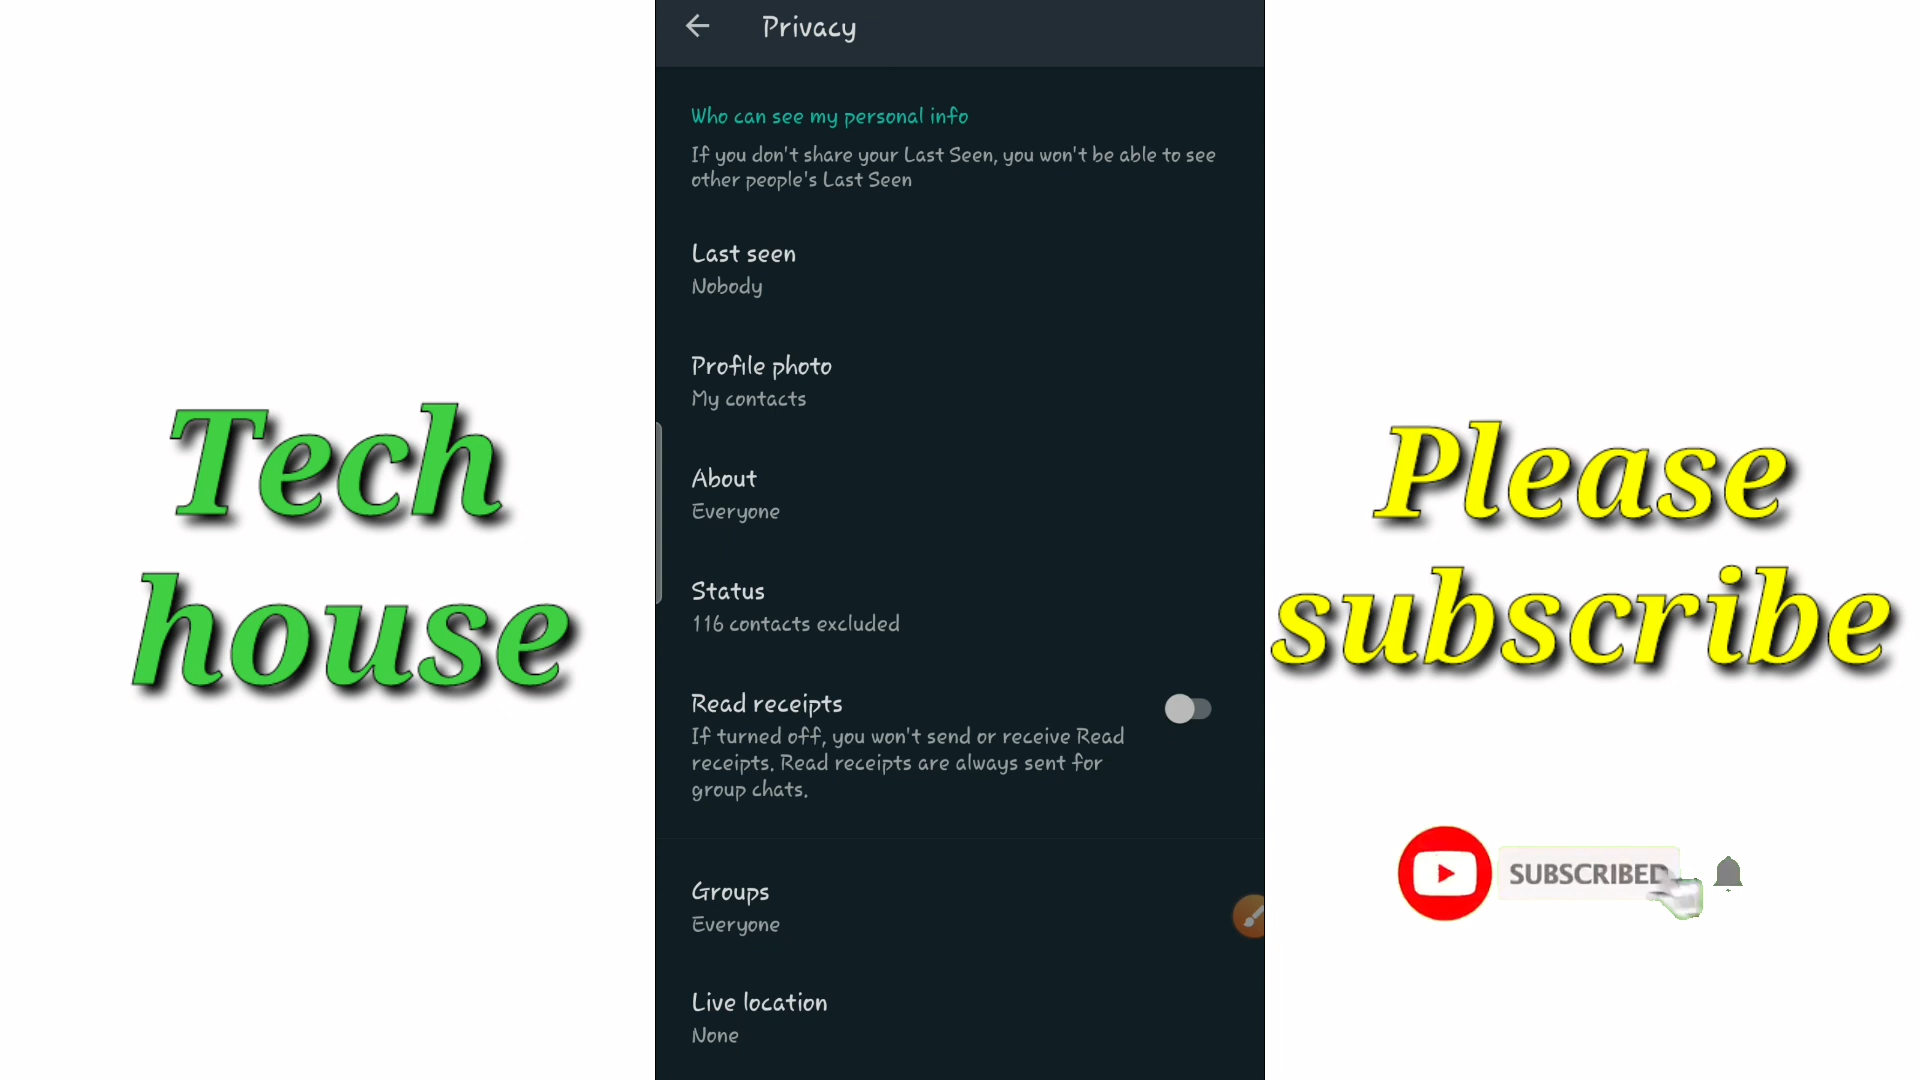 Privacy
Who can see my personal info
If you don't share your Last Seen, you won't be able to see
other people's Last Seen
Last seen
Nobody
Profile photo
My contacts
About
Everyone
Status
116 contacts excluded
Read receipts
If turned off, you won't send or receive Read
receipts. Read receipts are always sent for
group chats.
Groups
Everyone
Live location
None
Tech
house
Please
subscribe
SUBSCRIBED